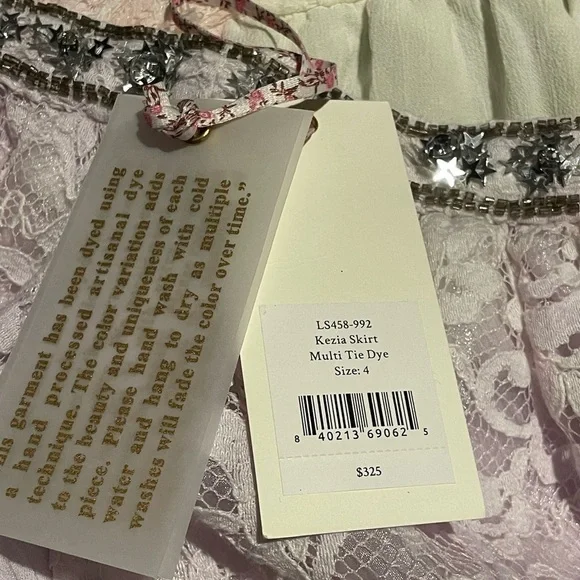 his garment has been dyed using
a hand processed artisanal dye
technique. The color variation adds
to the beauty and uniqueness of each
piece. Please hand wash with cold
water and hang to dry as multiple
washes will fade the color over time.”
LS458-992
Kezia Skirt
Multi Tie Dye
Size: 4
8 40213 69062 5
$325